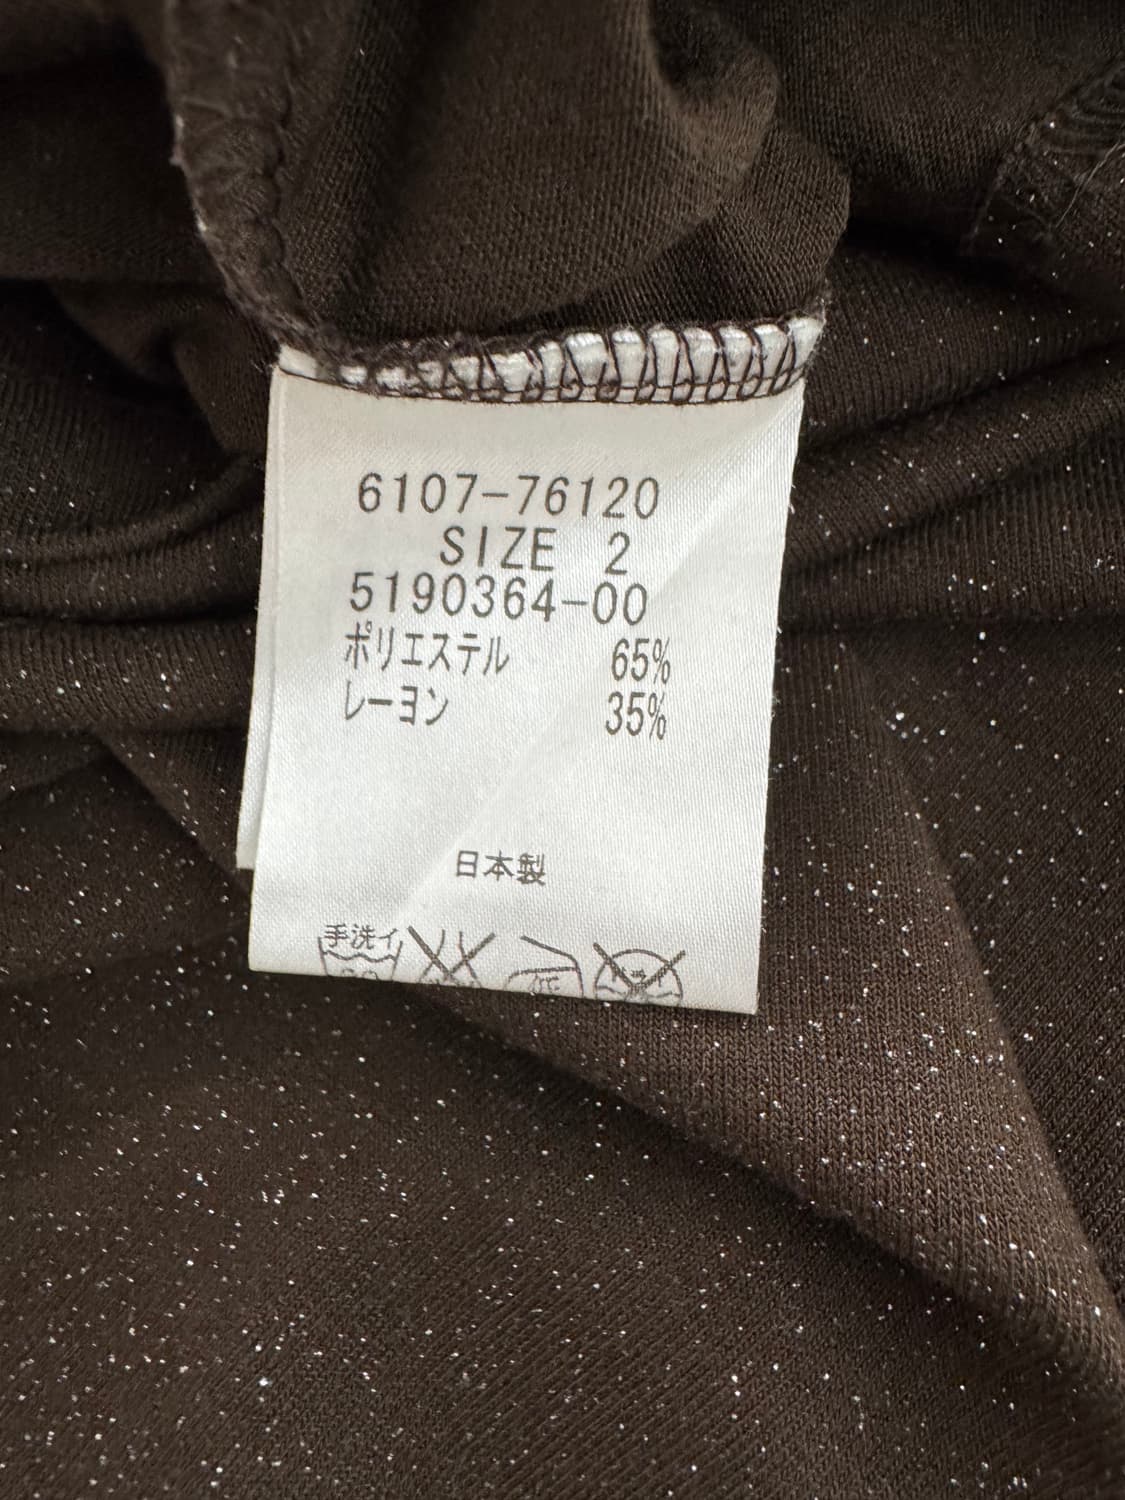 6107-76120
SIZE 2
5190364-00
ポリエステル 65%
レーヨン 35%
日本製
手洗イ